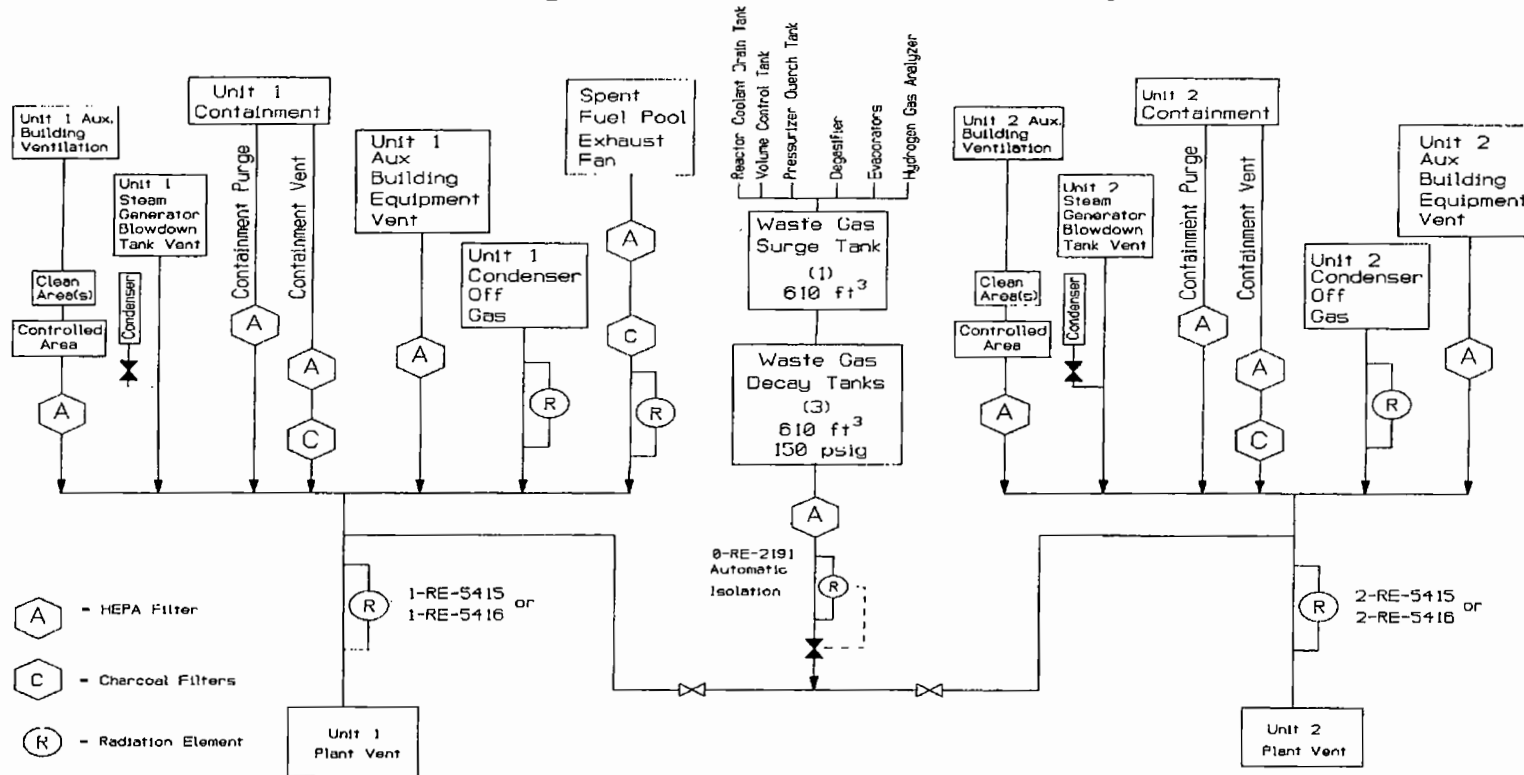 Unit 1 Aux.
Building
Ventilation
Clean
Area(s)
Controlled
Area
A
Unit 1
Steam
Generator
Blowdown
Tank Vent
Condenser
Unit 1
Containment
Containment Purge
Containment Vent
A
A
C
Unit 1
Aux
Building
Equipment
Vent
A
Unit 1
Condenser
Off
Gas
R
Spent
Fuel Pool
Exhaust
Fan
A
C
R
Reactor Coolant Drain Tank
Volume Control Tank
Pressurizer Quench Tank
Degasifier
Evaporators
Hydrogen Gas Analyzer
Waste Gas
Surge Tank
(1)
610 ft³
Waste Gas
Decay Tanks
(3)
610 ft³
150 psig
A
0-RE-2191
Automatic
Isolation
R
Unit 2 Aux.
Building
Ventilation
Clean
Area(s)
Controlled
Area
A
Unit 2
Steam
Generator
Blowdown
Tank Vent
Condenser
Unit 2
Containment
Containment Purge
Containment Vent
A
A
C
Unit 2
Condenser
Off
Gas
R
Unit 2
Aux
Building
Equipment
Vent
A
R
1-RE-5415 or
1-RE-5416
R
2-RE-5415 or
2-RE-5416
A - HEPA Filter
C - Charcoal Filters
R - Radiation Element
Unit 1
Plant Vent
Unit 2
Plant Vent